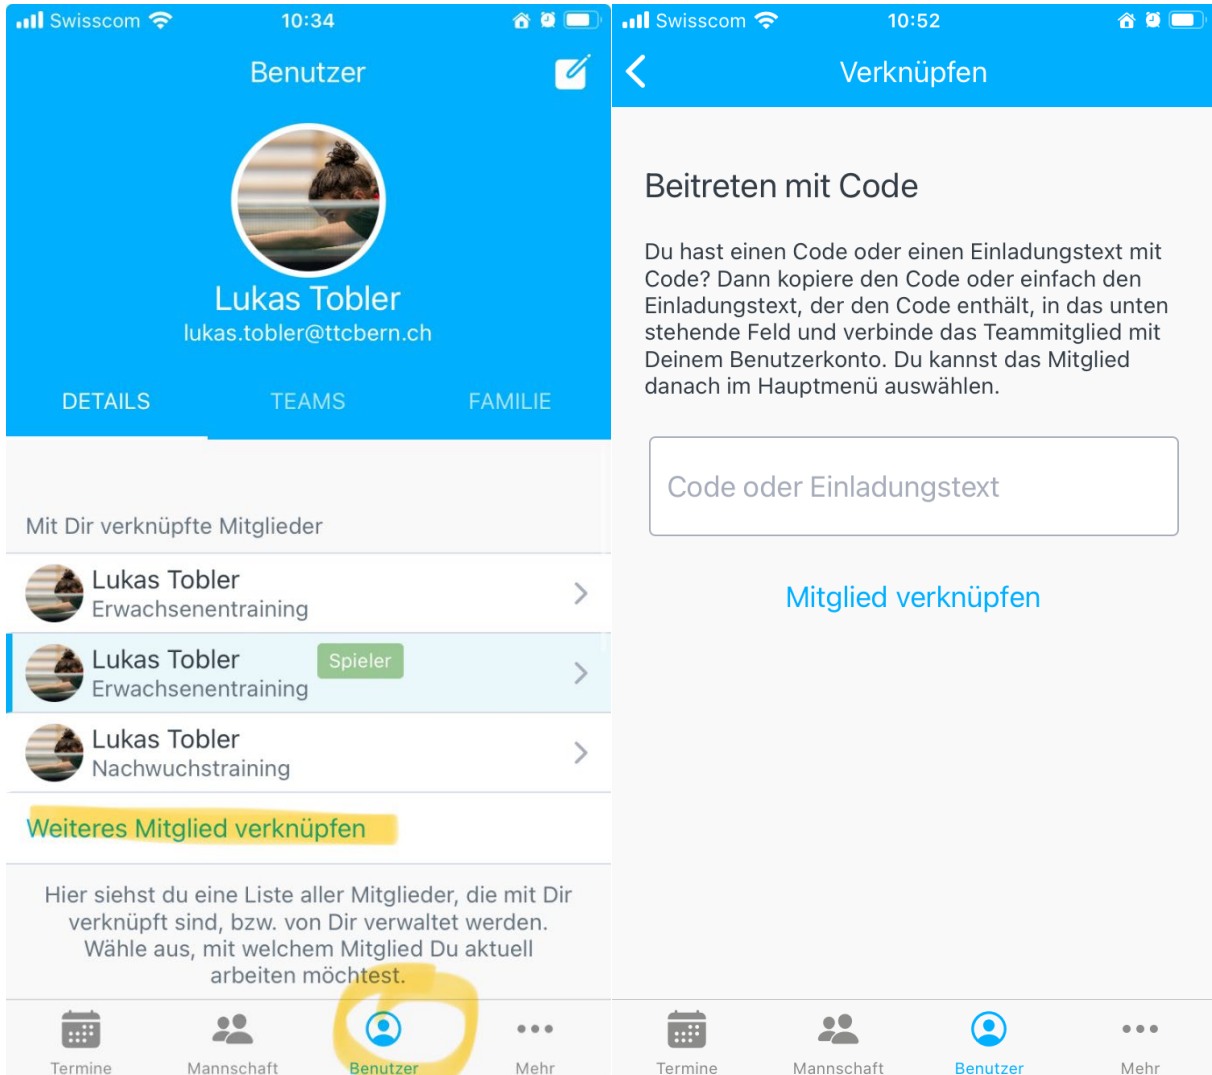 Swisscom
10:34
Benutzer
Lukas Tobler
lukas.tobler@ttcbern.ch
DETAILS
TEAMS
FAMILIE
Mit Dir verknüpfte Mitglieder
Lukas Tobler
Erwachsenentraining
Lukas Tobler
Spieler
Erwachsenentraining
Lukas Tobler
Nachwuchstraining
Weiteres Mitglied verknüpfen
Hier siehst du eine Liste aller Mitglieder, die mit Dir
verknüpft sind, bzw. von Dir verwaltet werden.
Wähle aus, mit welchem Mitglied Du aktuell
arbeiten möchtest.
Termine
Mannschaft
Benutzer
Mehr
Swisscom
10:52
Verknüpfen
Beitreten mit Code
Du hast einen Code oder einen Einladungstext mit
Code? Dann kopiere den Code oder einfach den
Einladungstext, der den Code enthält, in das unten
stehende Feld und verbinde das Teammitglied mit
Deinem Benutzerkonto. Du kannst das Mitglied
danach im Hauptmenü auswählen.
Code oder Einladungstext
Mitglied verknüpfen
Termine
Mannschaft
Benutzer
Mehr